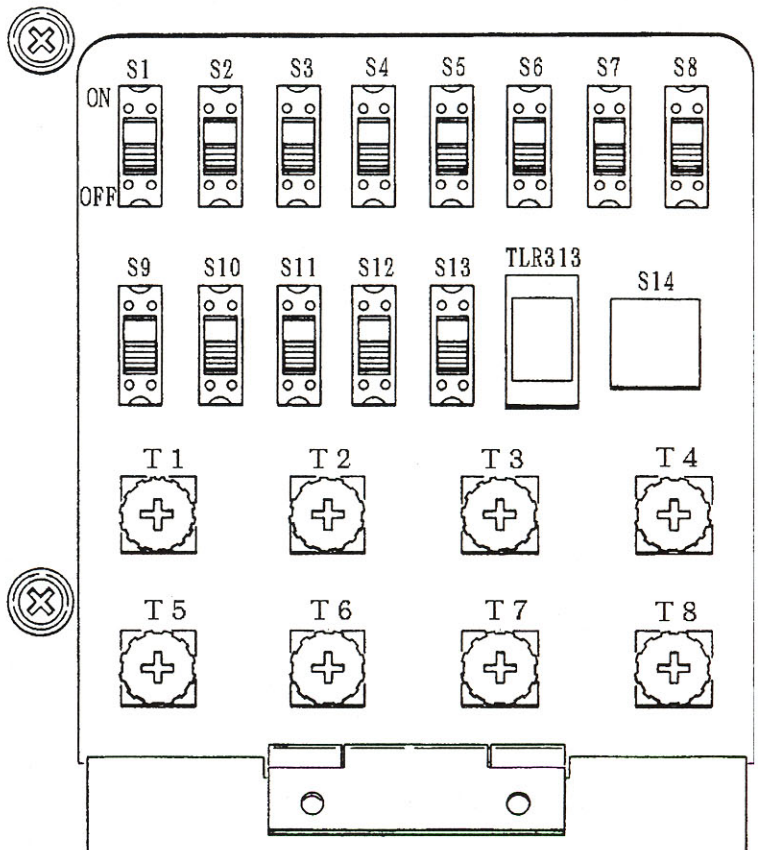 S1 S2 S3 S4 S5 S6 S7 S8
ON
OFF
S9 S10 S11 S12 S13 TLR313 S14
T1 T2 T3 T4
T5 T6 T7 T8